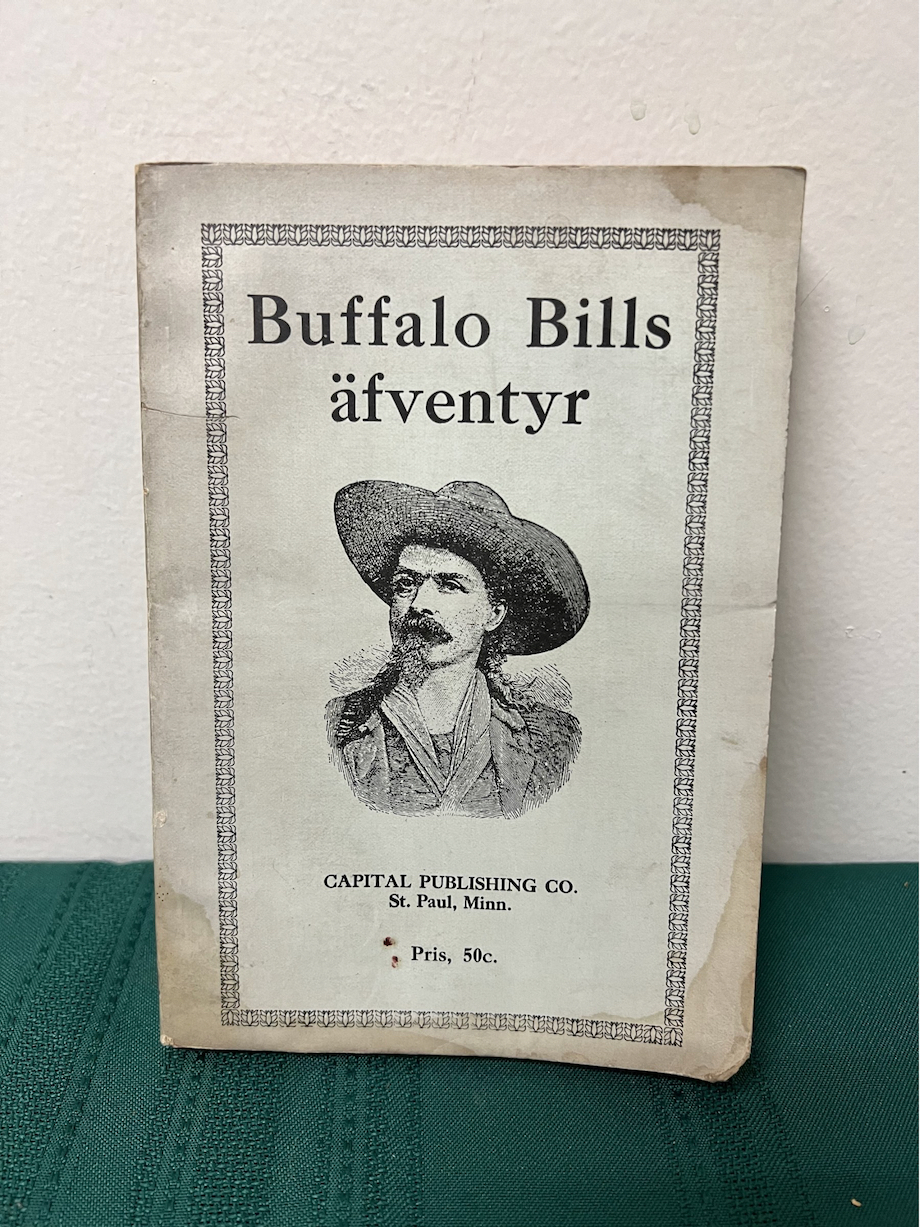 Buffalo Bills
äfventyr
CAPITAL PUBLISHING CO.
St. Paul, Minn.
Pris, 50c.